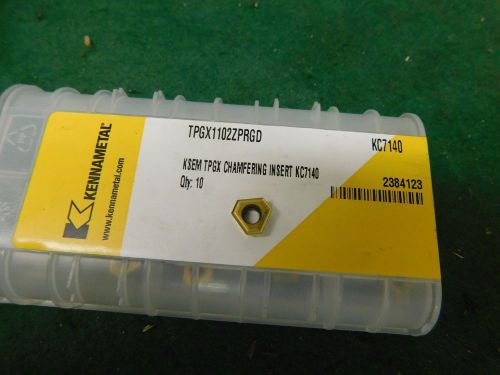 KENNAMETAL
www.kennametal.com
TPGX1102ZPRGD
KC7140
KSEM TPGX CHAMFERING INSERT KC7140
Qty: 10
2384123